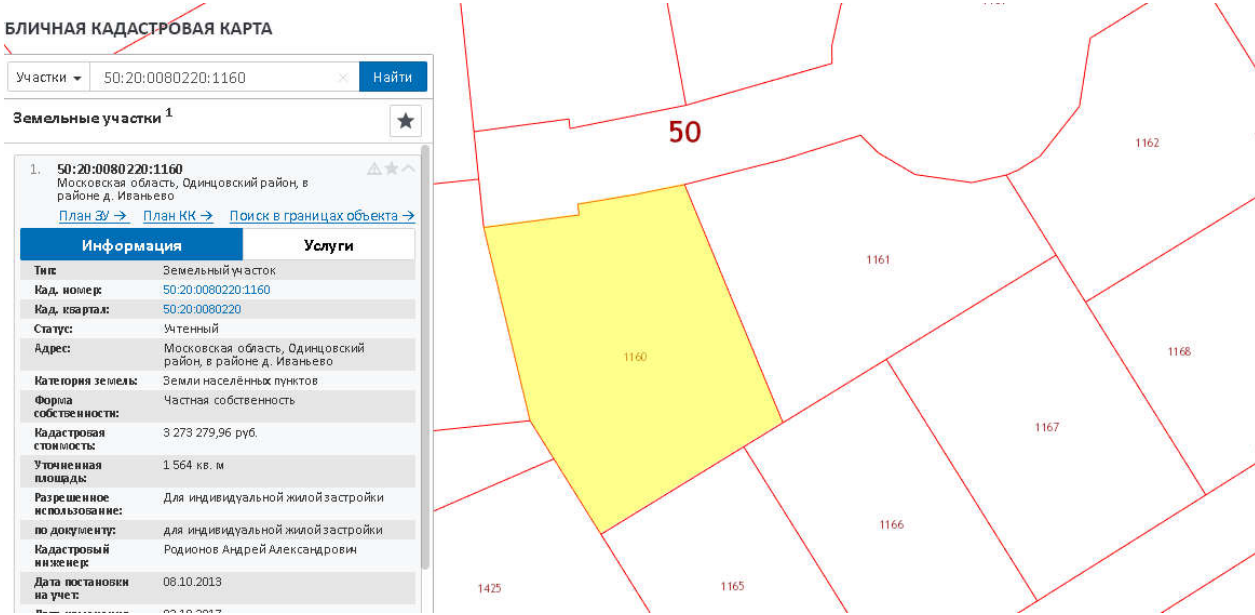 БЛИЧНАЯ КАДАСТРОВАЯ КАРТА
Участки
50:20:0080220:1160
Найти
Земельные участки 1
1. 50:20:0080220:1160
Московская область, Одинцовский район, в
районе д. Иваньево
План ЗУ → План КК → Поиск в границах объекта →
Информация Услуги
Тип: Земельный участок
Кад. номер: 50:20:0080220:1160
Кад. квартал: 50:20:0080220
Статус: Учтенный
Адрес: Московская область, Одинцовский
район, в районе д. Иваньево
Категория земель: Земли населённых пунктов
Форма
собственности: Частная собственность
Кадастровая
стоимость: 3 273 279,96 руб.
Уточненная
площадь: 1 564 кв. м
Разрешенное
использование: Для индивидуальной жилой застройки
по документу: для индивидуальной жилой застройки
Кадастровый
инженер: Родионов Андрей Александрович
Дата постановки
на учет: 08.10.2013
50
1162
1161
1160
1168
1167
1166
1165
1425